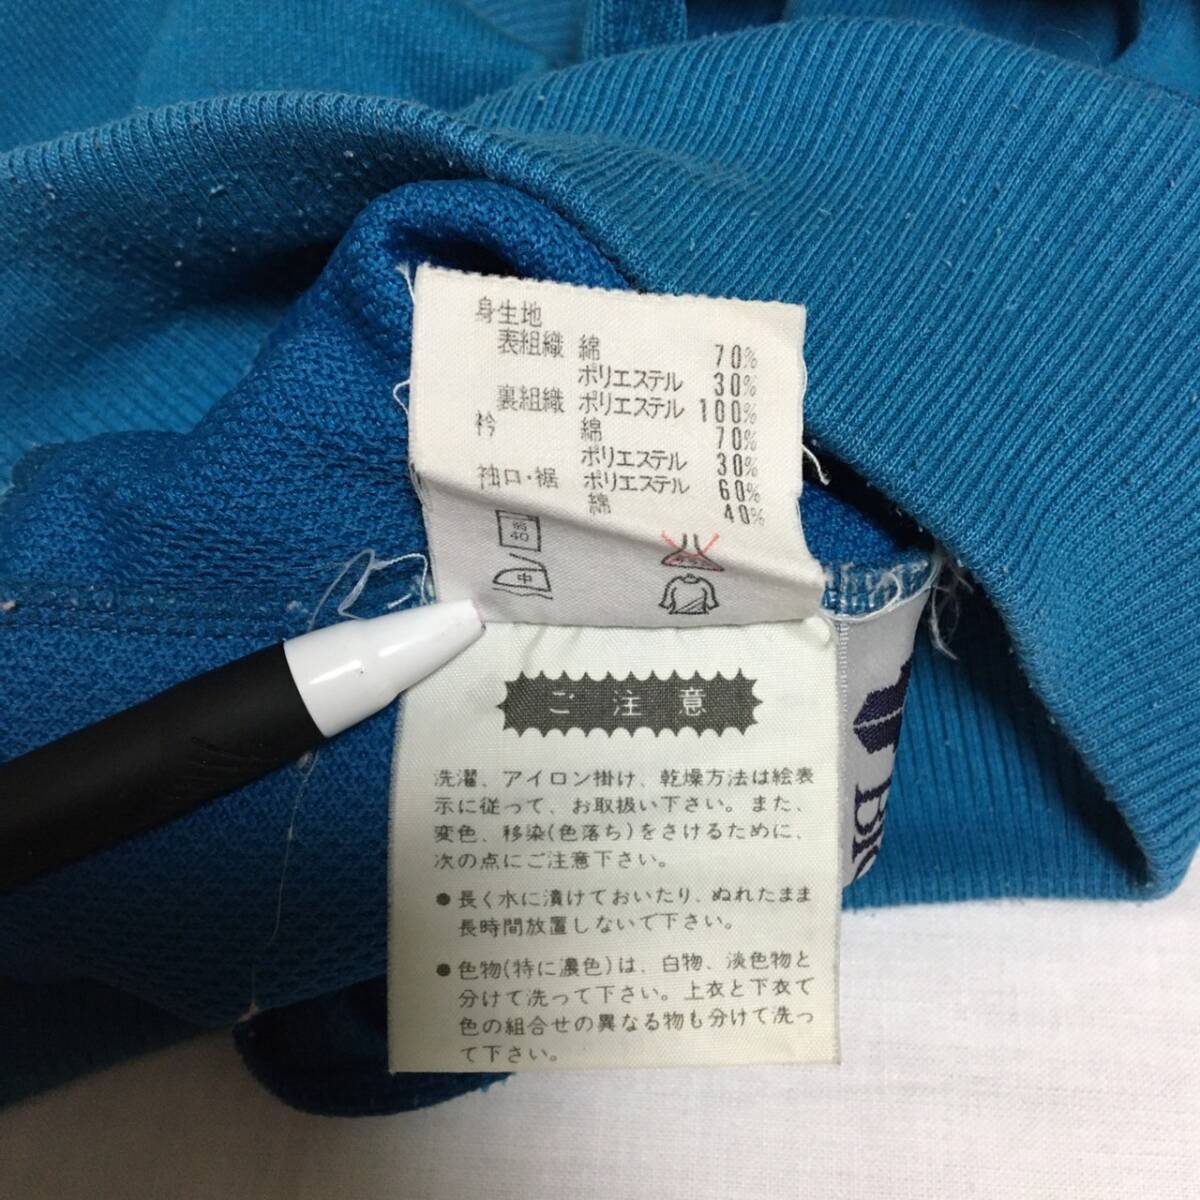 身生地
表組織 綿 70%
ポリエステル 30%
裏組織 ポリエステル 100%
衿 綿 70%
ポリエステル 30%
袖口・裾 ポリエステル 60%
綿 40%
弱
40
中
ご注意
洗濯、アイロン掛け、乾燥方法は絵表
示に従って、お取扱い下さい。また、
変色、移染(色落ち)をさけるために、
次の点にご注意下さい。
●長く水に漬けておいたり、ぬれたまま
長時間放置しないで下さい。
●色物(特に濃色)は、白物、淡色物と
分けて洗って下さい。上衣と下衣で
色の組合せの異なる物も分けて洗っ
て下さい。